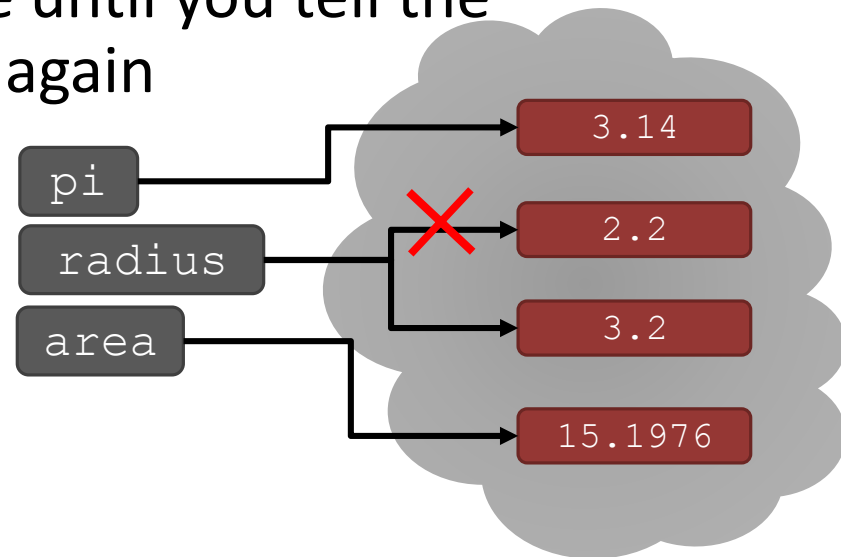 e until you tell the
again
pi
radius
area
3.14
2.2
3.2
15.1976